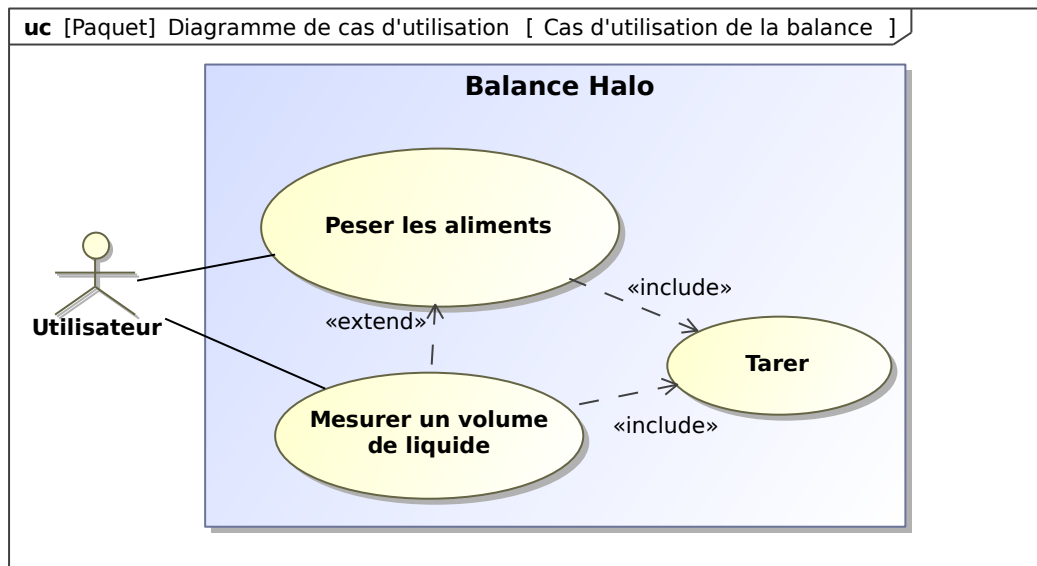 uc [Paquet] Diagramme de cas d'utilisation [ Cas d'utilisation de la balance ]
Balance Halo
Peser les aliments
«include»
«extend»
Utilisateur
Tarer
Mesurer un volume
de liquide
«include»